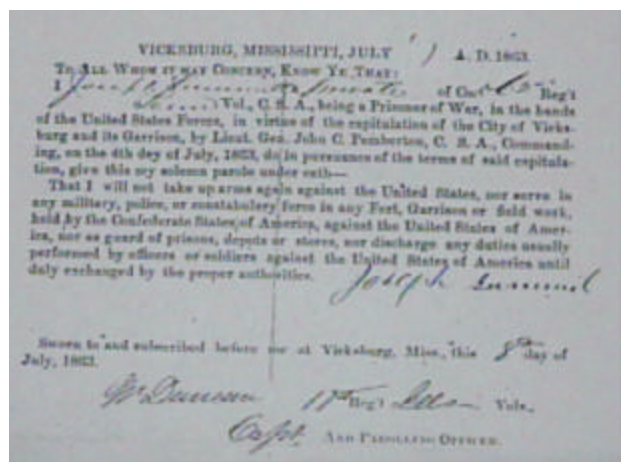 VICKSBURG, MISSISSIPPI, JULY A. D. 1863.
TO ALL WHOM IT MAY CONCERN, KNOW YE THAT:
I Joseph a Private of Co. Reg't
Vol., C. S. A., being a Prisoner of War, in the hands
of the United States Forces, in virtue of the capitulation of the City of Vicks-
burg and its Garrison, by Lieut. Gen. John C. Pemberton, C. S. A., Command-
ing, on the 4th day of July, 1863, do in pursuance of the terms of said capitula-
tion, give this my solemn parole under oath—
That I will not take up arms again against the United States, nor serve in
any military, police, or constabulary force in any Fort, Garrison or field work,
held by the Confederate States of America, against the United States of Amer-
ica, nor as guard of prisons, depots or stores, nor discharge any duties usually
performed by officers or soldiers against the United States of America until
duly exchanged by the proper authorities.
Joseph
Sworn to and subscribed before me at Vicksburg, Miss., this 8th day of
July, 1863.
Duncan Reg't Vols.,
Capt. AND PAROLLING OFFICER.